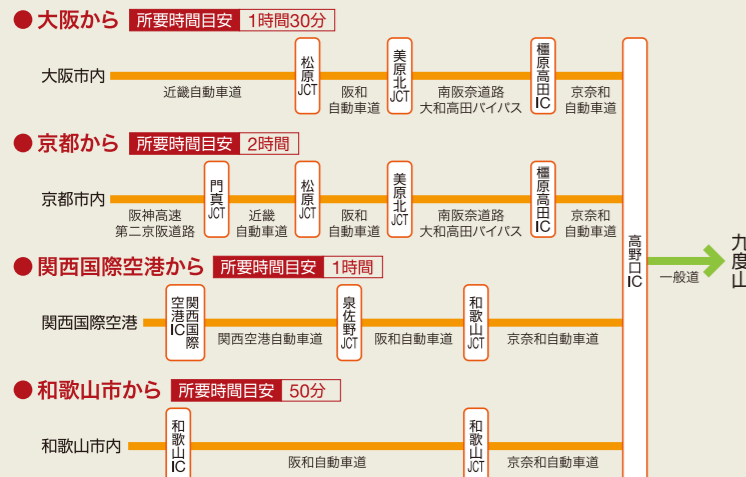 ●大阪から 所要時間目安 1時間30分
大阪市内
近畿自動車道
松原JCT
阪和
自動車道
美原北JCT
南阪奈道路
大和高田バイパス
橿原高田IC
京奈和
自動車道
●京都から 所要時間目安 2時間
京都市内
阪神高速
第二京阪道路
門真JCT
近畿
自動車道
松原JCT
阪和
自動車道
美原北JCT
南阪奈道路
大和高田バイパス
橿原高田IC
京奈和
自動車道
●関西国際空港から 所要時間目安 1時間
関西国際空港
関西国際
空港IC
関西空港自動車道
泉佐野JCT
阪和自動車道
和歌山JCT
京奈和自動車道
●和歌山市から 所要時間目安 50分
和歌山市内
和歌山IC
阪和自動車道
和歌山JCT
京奈和自動車道
高野口IC
一般道
九度山